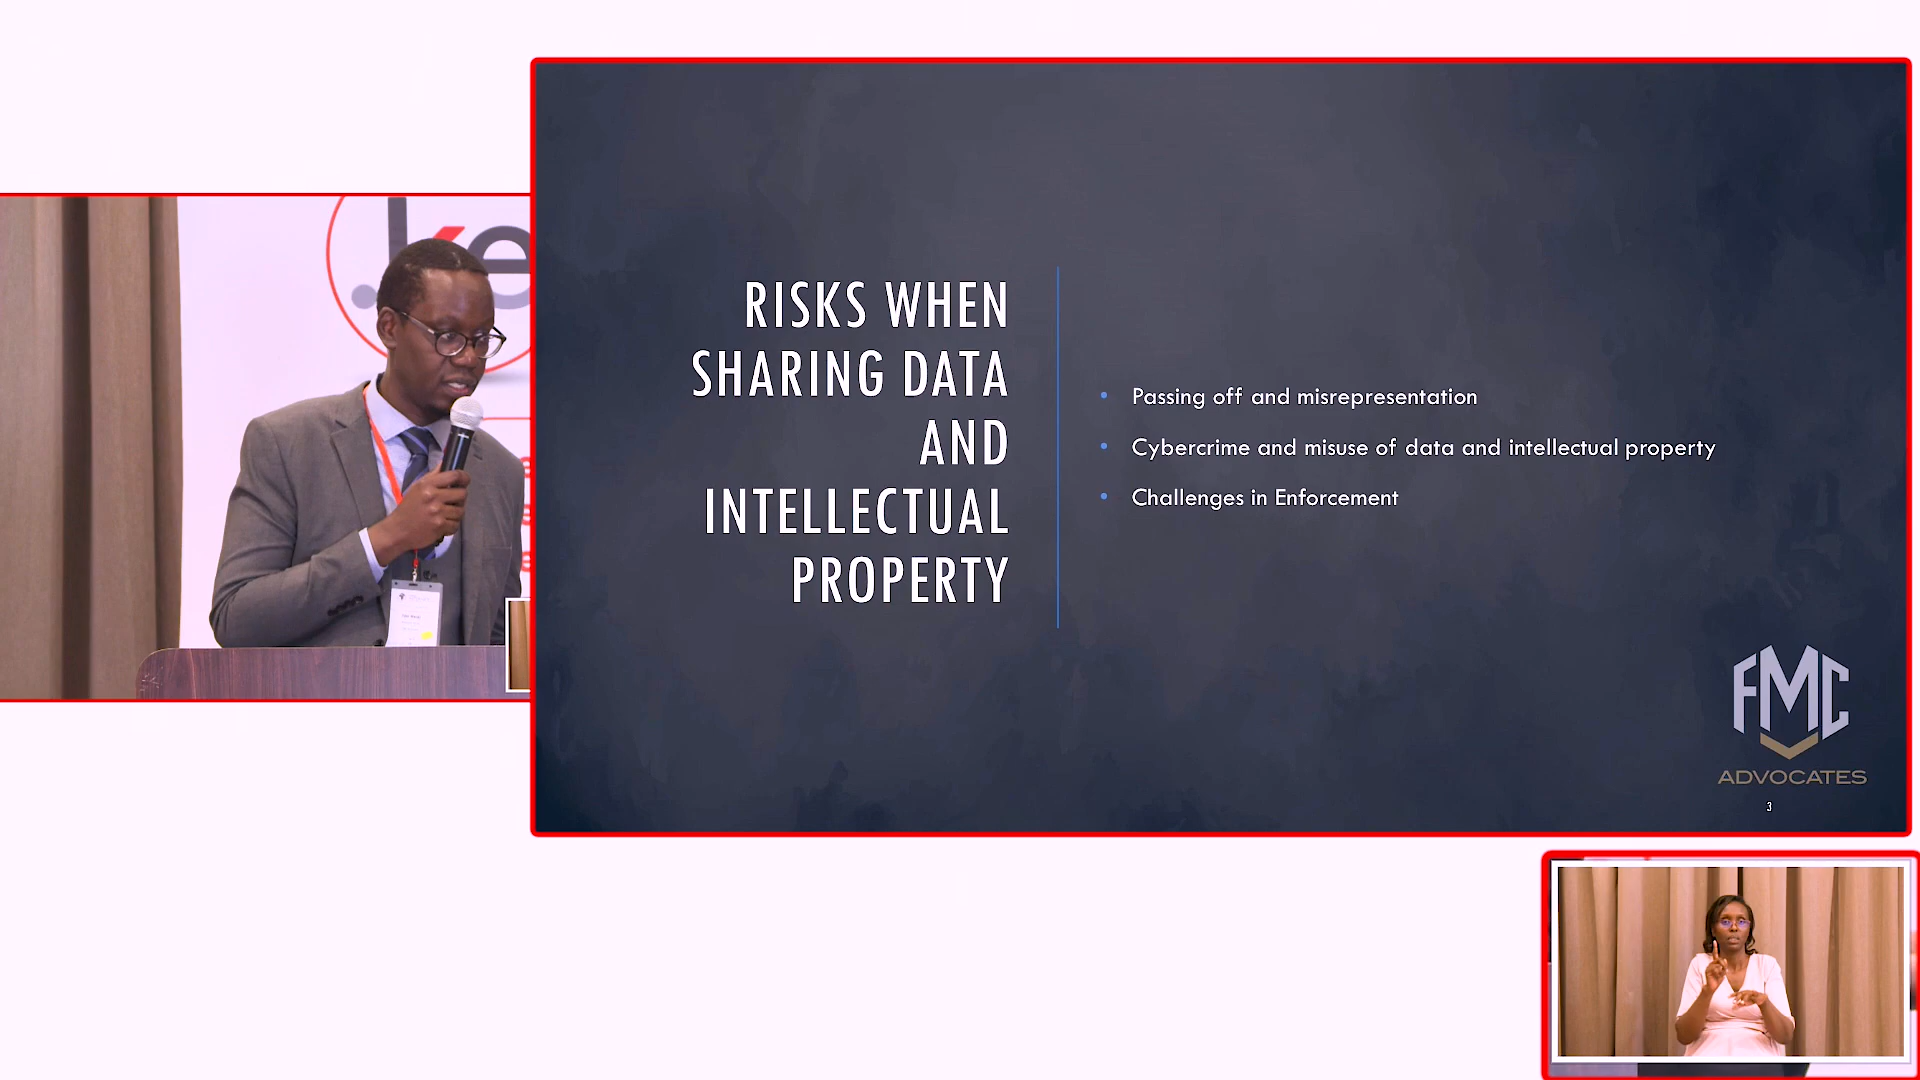 .ke
RISKS WHEN
SHARING DATA
AND
INTELLECTUAL
PROPERTY
• Passing off and misrepresentation
• Cybercrime and misuse of data and intellectual property
• Challenges in Enforcement
FMC
ADVOCATES
3